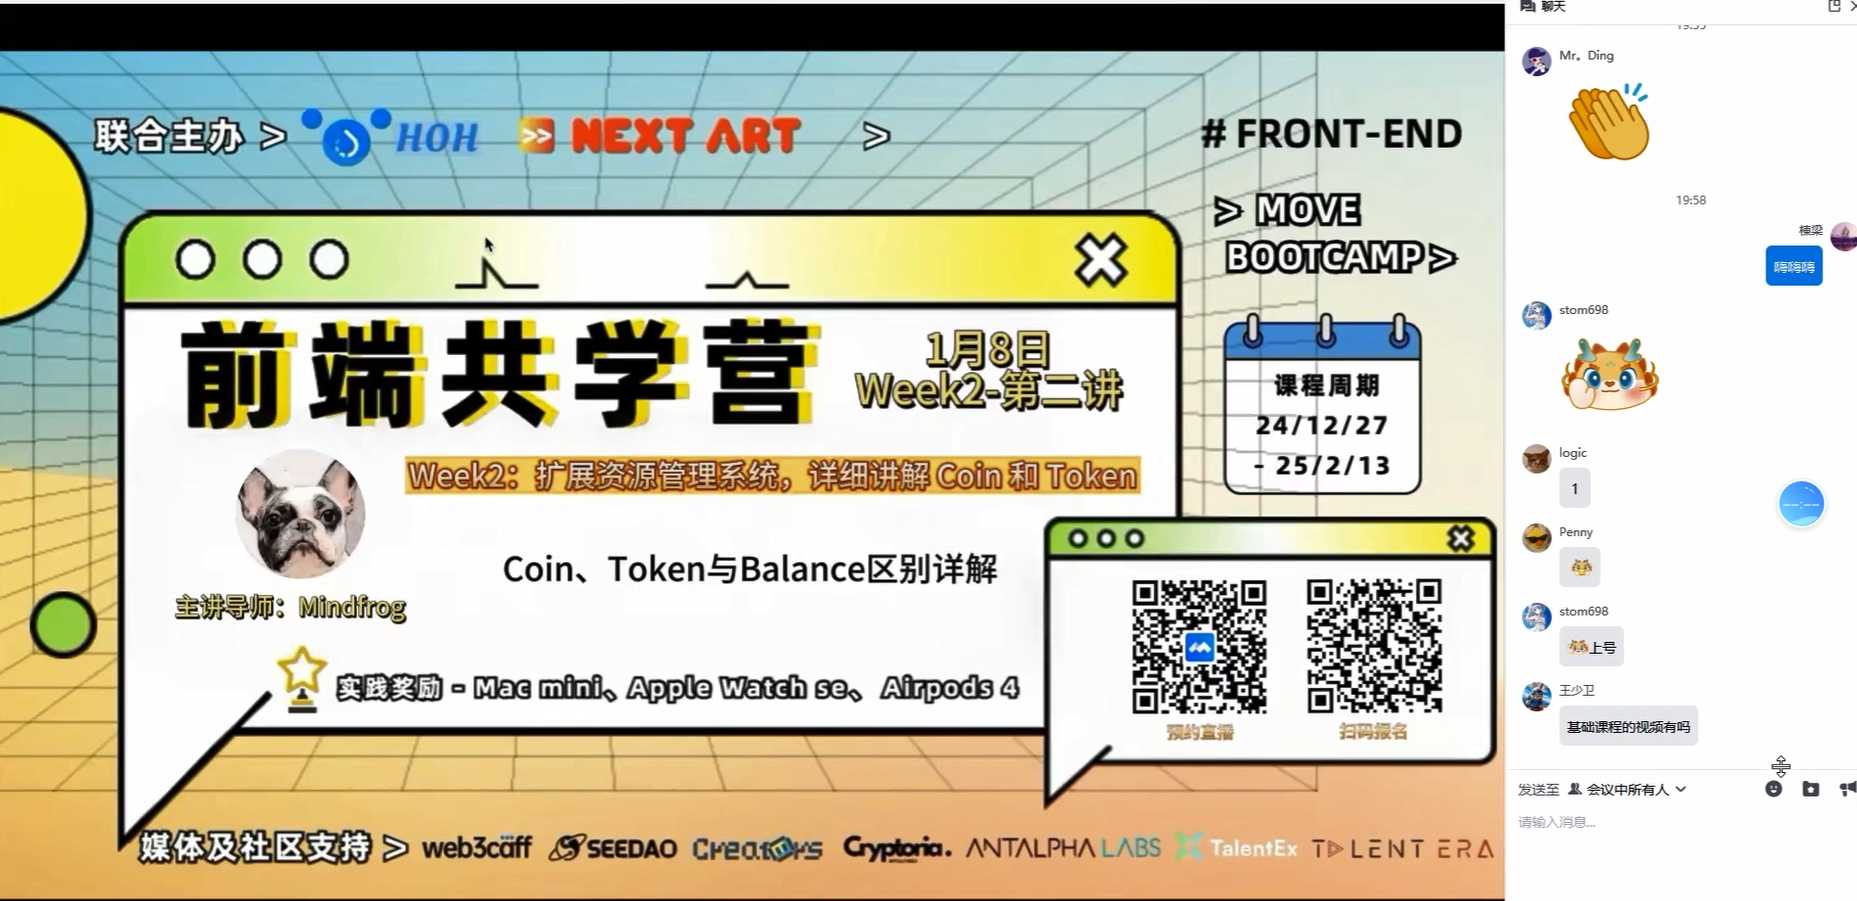 联合主办 > HOH >> NEXT ART >
# FRONT-END
> MOVE
BOOTCAMP >
前端共学营
1月8日
Week2-第二讲
课程周期
24/12/27
- 25/2/13
Week2：扩展资源管理系统，详细讲解 Coin 和 Token
Coin、Token与Balance区别详解
主讲导师：Mindfrog
实践奖励 - Mac mini、Apple Watch se、 Airpods 4
预约直播
扫码报名
媒体及社区支持 > web3caff SEEDAO Creators Cryptoria. ANTALPHA LABS TalentEx TALENT ERA
聊天
Mr。Ding
19:58
棟梁
嗨嗨嗨
stom698
logic
1
Penny
stom698
上号
王少卫
基础课程的视频有吗
发送至 会议中所有人
请输入消息...